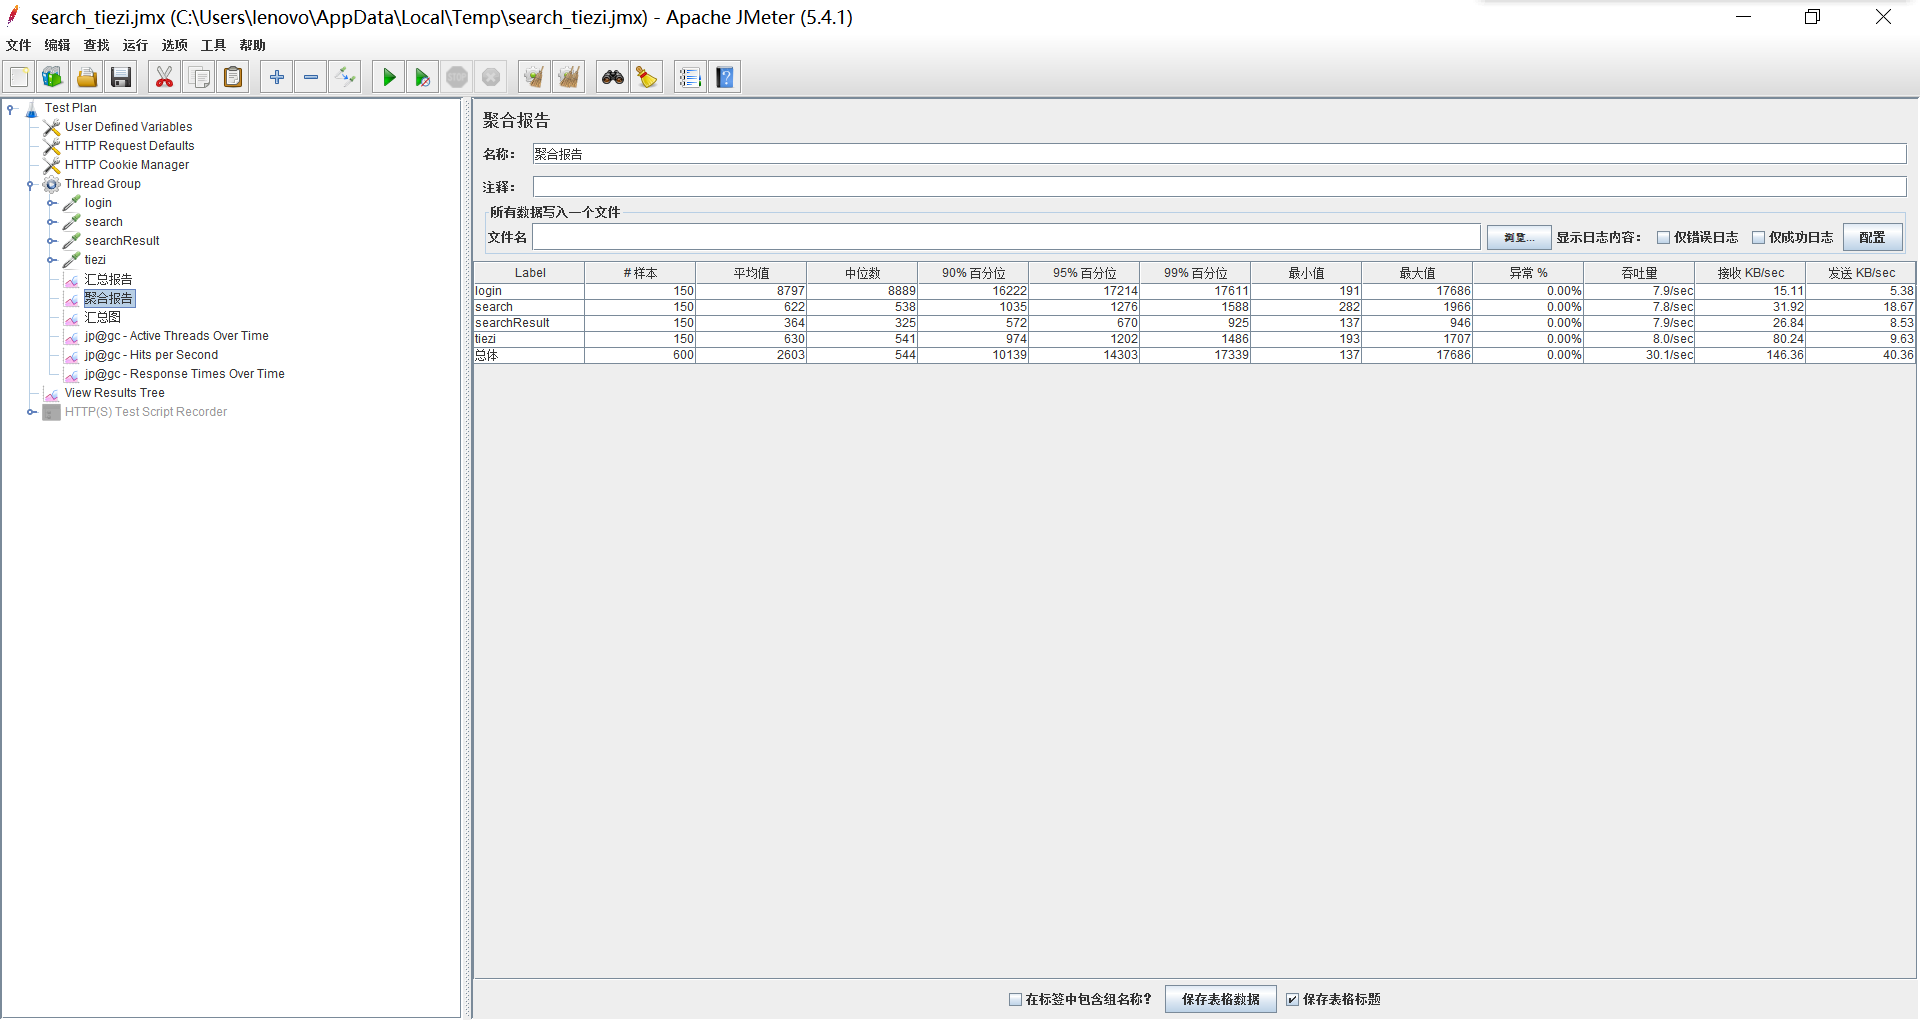 search_tiezi.jmx (C:\Users\lenovo\AppData\Local\Temp\search_tiezi.jmx) - Apache JMeter (5.4.1)
文件 编辑 查找 运行 选项 工具 帮助
STOP
Test Plan
User Defined Variables
HTTP Request Defaults
HTTP Cookie Manager
Thread Group
login
search
searchResult
tiezi
汇总报告
聚合报告
汇总图
jp@gc - Active Threads Over Time
jp@gc - Hits per Second
jp@gc - Response Times Over Time
View Results Tree
HTTP(S) Test Script Recorder
聚合报告
名称： 聚合报告
注释：
所有数据写入一个文件
文件名 浏览... 显示日志内容： 仅错误日志 仅成功日志 配置
Label # 样本 平均值 中位数 90% 百分位 95% 百分位 99% 百分位 最小值 最大值 异常 % 吞吐量 接收 KB/sec 发送 KB/sec
login 150 8797 8889 16222 17214 17611 191 17686 0.00% 7.9/sec 15.11 5.38
search 150 622 538 1035 1276 1588 282 1966 0.00% 7.8/sec 31.92 18.67
searchResult 150 364 325 572 670 925 137 946 0.00% 7.9/sec 26.84 8.53
tiezi 150 630 541 974 1202 1486 193 1707 0.00% 8.0/sec 80.24 9.63
总体 600 2603 544 10139 14303 17339 137 17686 0.00% 30.1/sec 146.36 40.36
在标签中包含组名称? 保存表格数据 保存表格标题